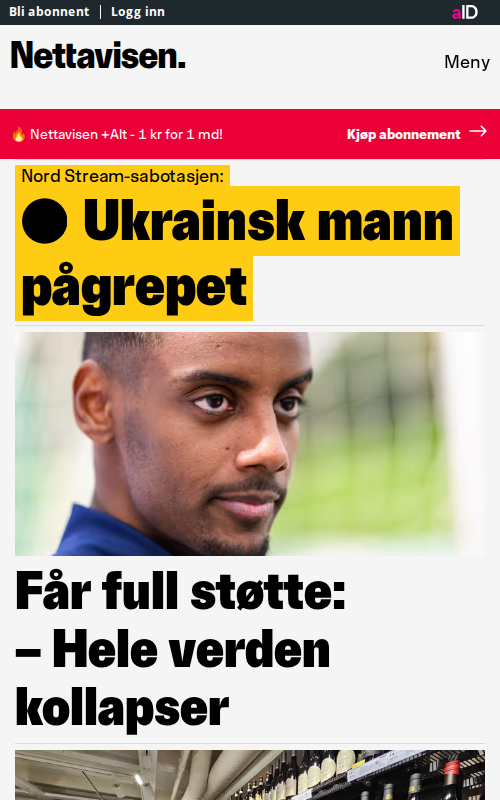 Bli abonnent
Logg inn
aID
Nettavisen.
Meny
🔥 Nettavisen +Alt - 1 kr for 1 md!
Kjøp abonnement →
Nord Stream-sabotasjen:
● Ukrainsk mann
pågrepet
Får full støtte:
– Hele verden
kollapser